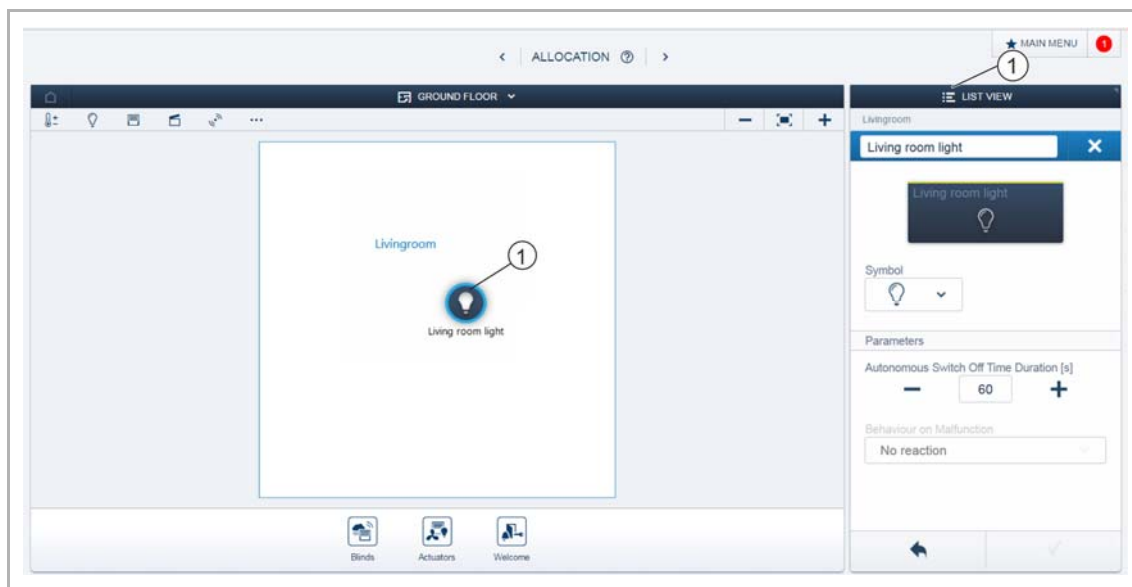 < ALLOCATION ? >
★ MAIN MENU 1
1
GROUND FLOOR
LIST VIEW
...
Livingroom
Living room light
Living room light
Livingroom
1
Living room light
Symbol
Parameters
Autonomous Switch Off Time Duration [s]
60
Behaviour on Malfunction
No reaction
Blinds
Actuators
Welcome